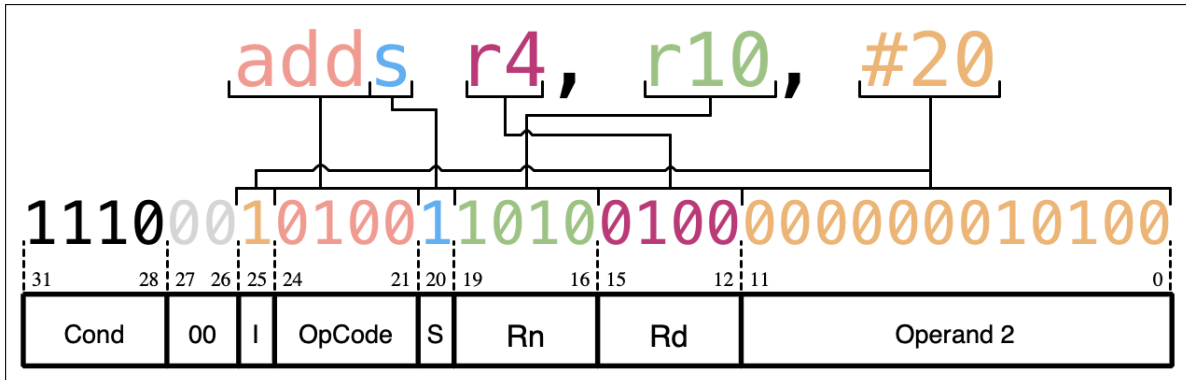 adds r4, r10, #20
11100010100110100100000000010100
31 28 27 26 25 24 21 20 19 16 15 12 11 0
Cond 00 I OpCode S Rn Rd Operand 2